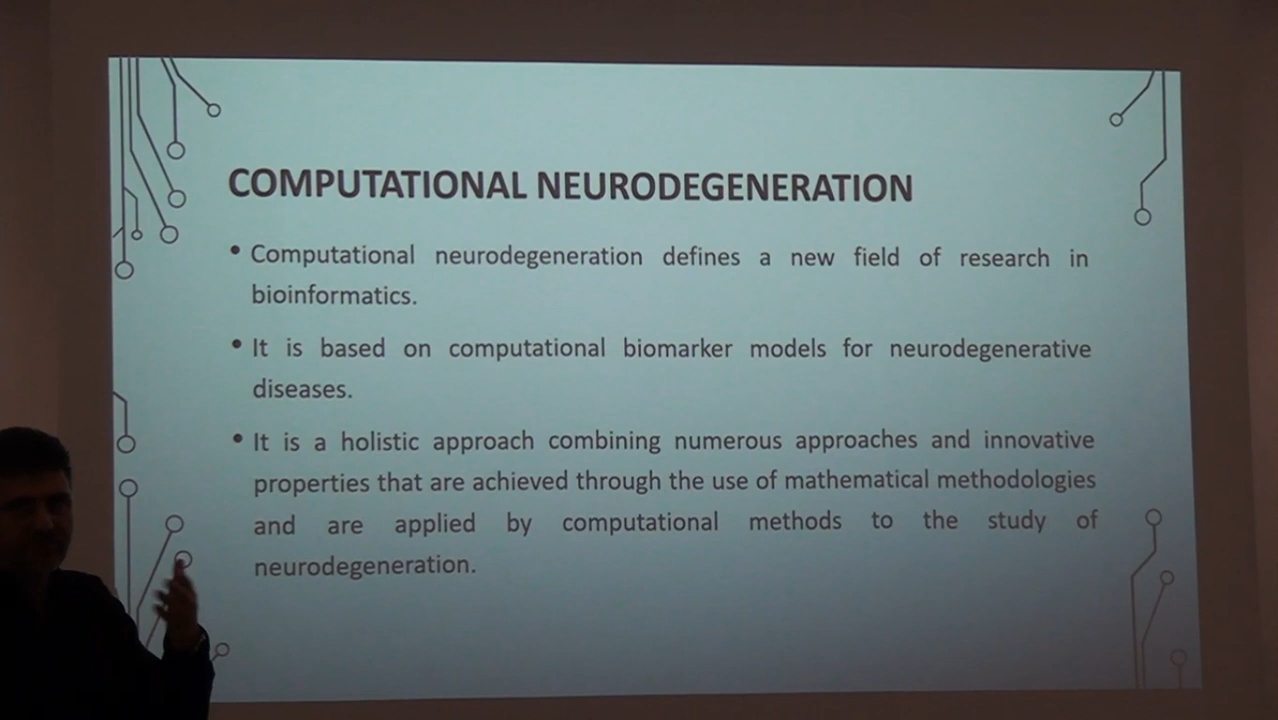 COMPUTATIONAL NEURODEGENERATION
• Computational neurodegeneration defines a new field of research in
bioinformatics.
• It is based on computational biomarker models for neurodegenerative
diseases.
• It is a holistic approach combining numerous approaches and innovative
properties that are achieved through the use of mathematical methodologies
and are applied by computational methods to the study of
neurodegeneration.